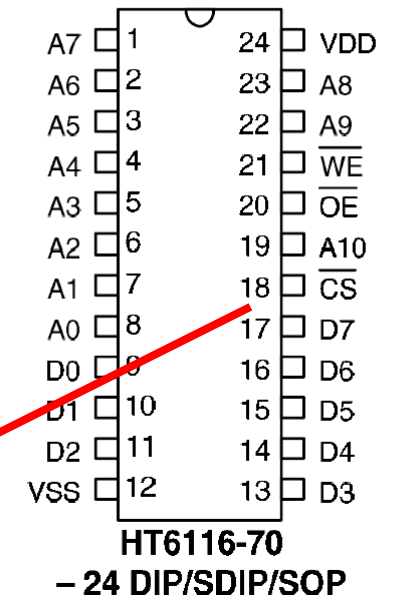 A7 1 24 VDD
A6 2 23 A8
A5 3 22 A9
A4 4 21 WE
A3 5 20 OE
A2 6 19 A10
A1 7 18 CS
A0 8 17 D7
D0 9 16 D6
D1 10 15 D5
D2 11 14 D4
VSS 12 13 D3
HT6116-70
– 24 DIP/SDIP/SOP